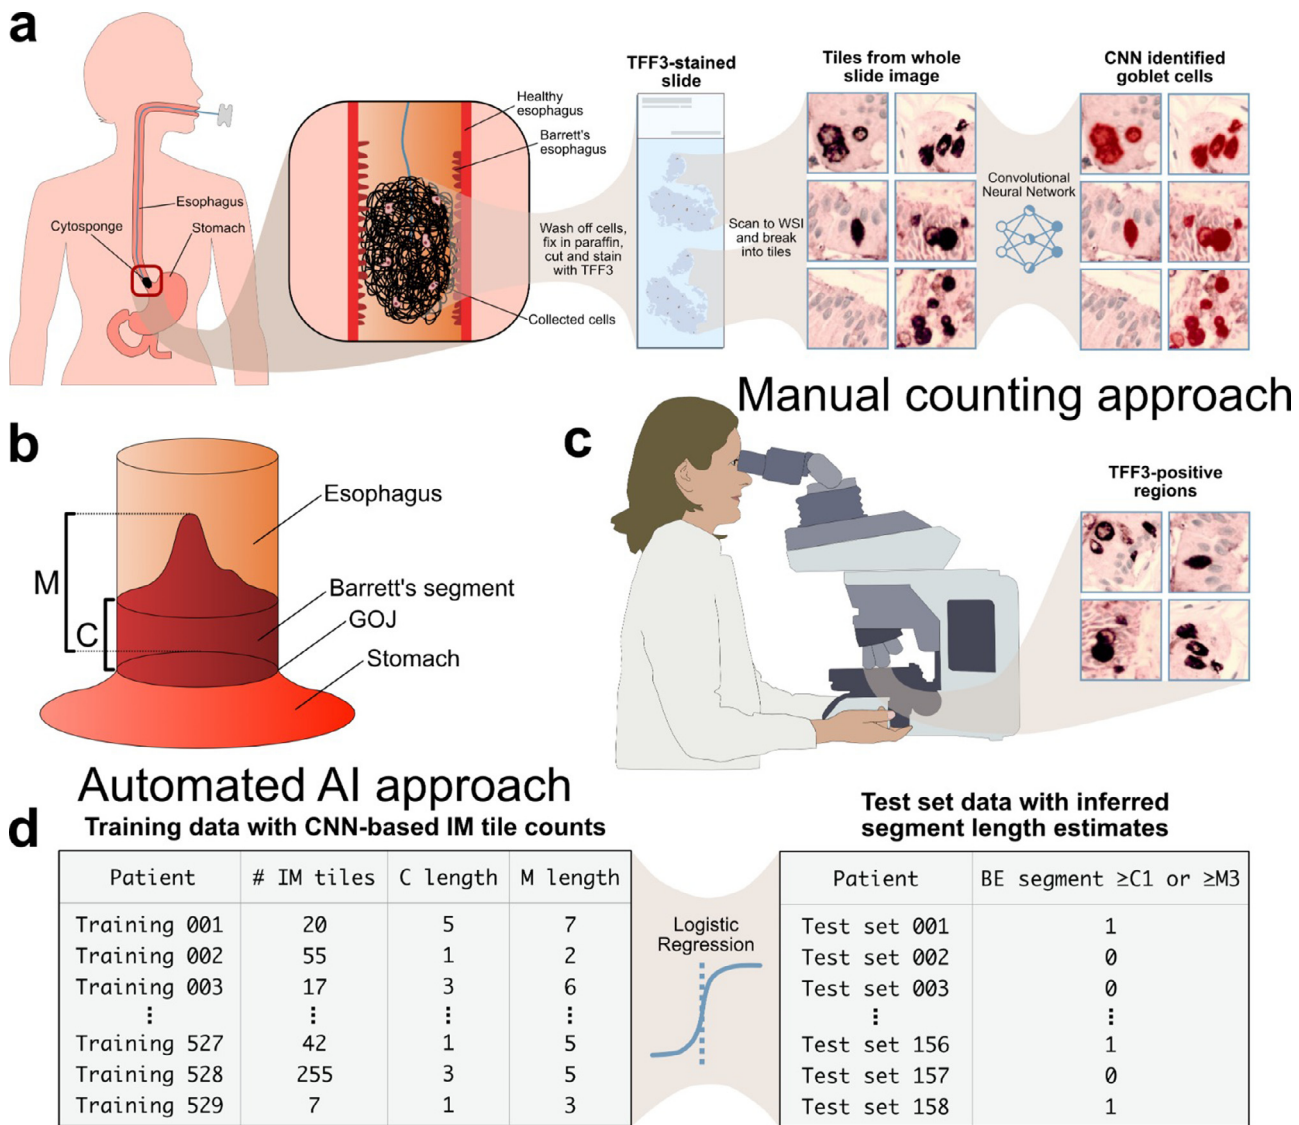 a
Esophagus
Cytosponge
Stomach
Healthy
esophagus
Barrett's
esophagus
Collected cells
Wash off cells,
fix in paraffin,
cut and stain
with TFF3
TFF3-stained
slide
Scan to WSI
and break
into tiles
Tiles from whole
slide image
Convolutional
Neural Network
CNN identified
goblet cells
b
M
C
Esophagus
Barrett's segment
GOJ
Stomach
Manual counting approach
c
TFF3-positive
regions
Automated AI approach
d
Training data with CNN-based IM tile counts
Patient # IM tiles C length M length
Training 001 20 5 7
Training 002 55 1 2
Training 003 17 3 6
⋮ ⋮ ⋮ ⋮
Training 527 42 1 5
Training 528 255 3 5
Training 529 7 1 3
Logistic
Regression
Test set data with inferred
segment length estimates
Patient BE segment ≥C1 or ≥M3
Test set 001 1
Test set 002 0
Test set 003 0
⋮ ⋮
Test set 156 1
Test set 157 0
Test set 158 1